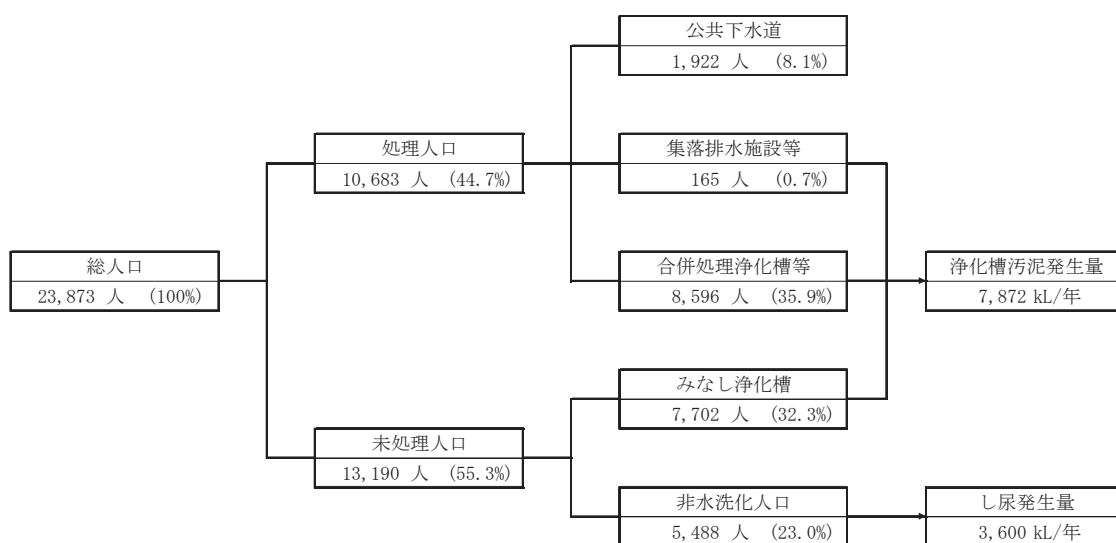 公共下水道
1,922 人 (8.1%)
処理人口
10,683 人 (44.7%)
集落排水施設等
165 人 (0.7%)
総人口
23,873 人 (100%)
合併処理浄化槽等
8,596 人 (35.9%)
浄化槽汚泥発生量
7,872 kL/年
みなし浄化槽
7,702 人 (32.3%)
未処理人口
13,190 人 (55.3%)
非水洗化人口
5,488 人 (23.0%)
し尿発生量
3,600 kL/年